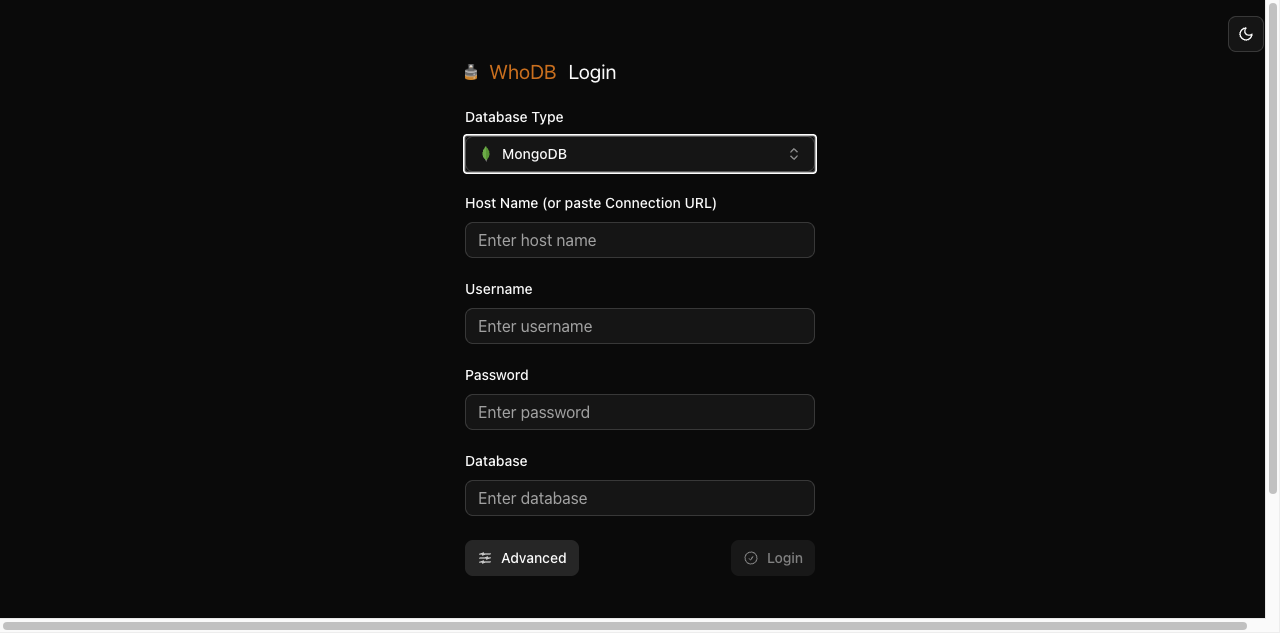 WhoDB Login
Database Type
MongoDB
Host Name (or paste Connection URL)
Enter host name
Username
Enter username
Password
Enter password
Database
Enter database
Advanced
Login